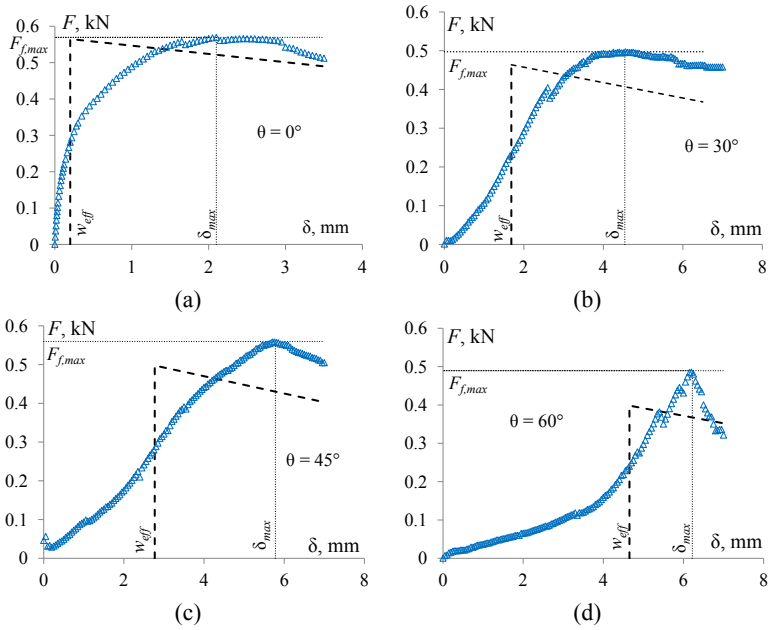 F, kN
0.6
F_f,max
0.5
0.4
0.3
0.2
0.1
0
θ = 0°
w_eff
δ_max
δ, mm
0 1 2 3 4
(a)
F, kN
0.6
0.5
F_f,max
0.4
0.3
0.2
0.1
0
θ = 30°
w_eff
δ_max
δ, mm
0 2 4 6 8
(b)
0.6
F, kN
F_f,max
0.5
0.4
0.3
0.2
0.1
0
θ = 45°
w_eff
δ_max
δ, mm
0 2 4 6 8
(c)
0.6
F, kN
0.5
F_f,max
0.4
0.3
0.2
0.1
0
θ = 60°
w_eff
δ_max
δ, mm
0 2 4 6 8
(d)